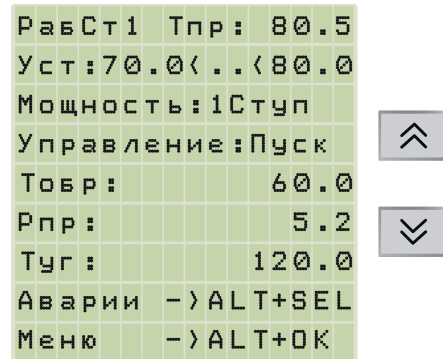 РабСт1 Тпр: 80.5
Уст:70.0<..<80.0
Мощность:1Ступ
Управление:Пуск
Тобр: 60.0
Рпр: 5.2
Туг: 120.0
Аварии ->ALT+SEL
Меню ->ALT+OK